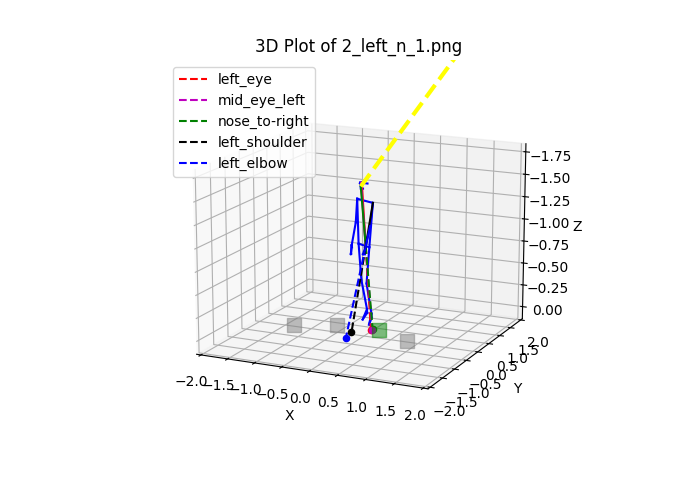 3D Plot of 2_left_n_1.png
left_eye
mid_eye_left
nose_to-right
left_shoulder
left_elbow
−1.75
−1.50
−1.25
−1.00
−0.75
−0.50
−0.25
0.00
Z
2.0
1.5
1.0
0.5
0.0
−0.5
−1.0
−1.5
−2.0
Y
−2.0 −1.5 −1.0 −0.5 0.0 0.5 1.0 1.5 2.0
X